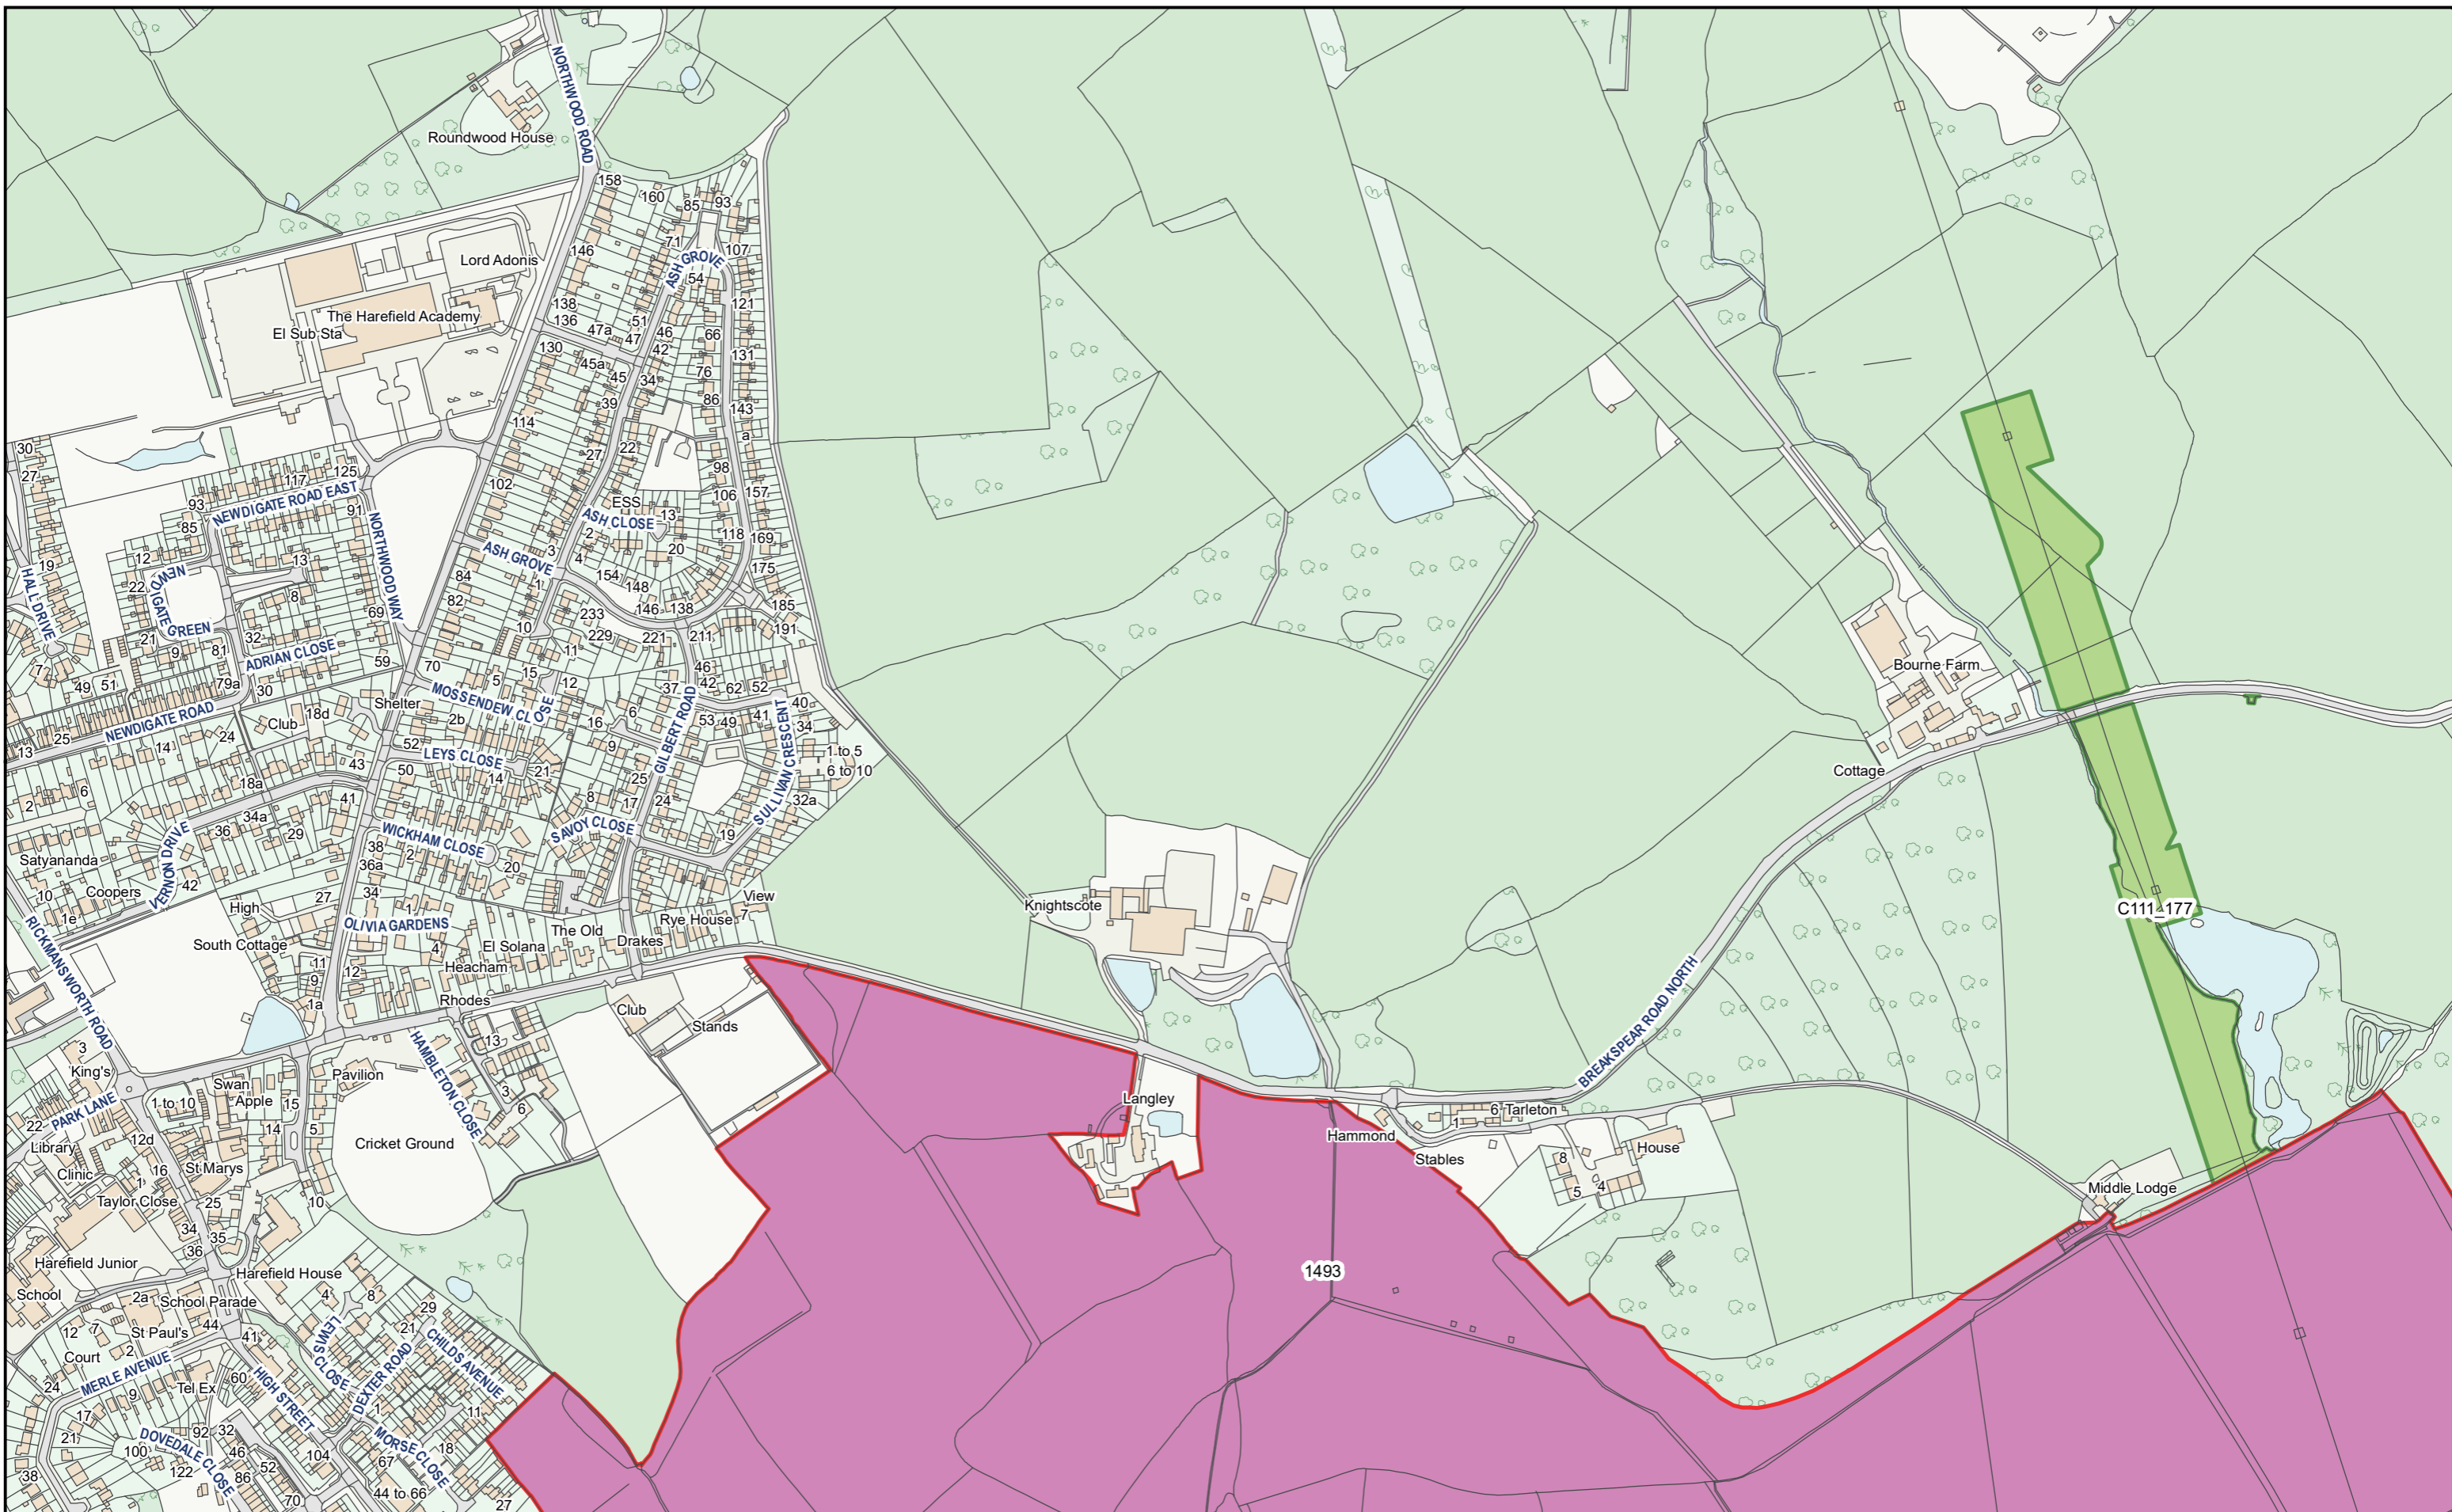 NORTHWOOD ROAD
Roundwood House
158
160
85
93
71
107
146
ASH GROVE
54
Lord Adonis
The Harefield Academy
El Sub Sta
138
136
121
51
47a
47
46
66
130
42
131
45a
45
34
76
39
86
143
a
114
30
27
22
27
98
125
117
102
106
157
93
NEWDIGATE ROAD EAST
91
ESS
13
ASH CLOSE
85
2
118
169
NORTHWOOD WAY
ASH GROVE
3
20
12
13
4
19
HALL DRIVE
22
NEWDIGATE GREEN
84
1
154
148
175
8
82
69
233
146
138
185
21
32
10
229
221
211
191
9
81
ADRIAN CLOSE
11
7
59
70
15
46
49
51
79a
30
5
12
37
42
62
52
MOSSENDEW CLOSE
Shelter
40
NEWDIGATE ROAD
Club
18d
2b
16
6
53
49
41
34
13
25
14
24
52
9
GILBERT ROAD
SULLIVAN CRESCENT
1 to 5
6 to 10
LEYS CLOSE
43
50
14
21
25
18a
2
6
41
8
17
24
32a
34a
36
29
VERNON DRIVE
WICKHAM CLOSE
SAVOY CLOSE
19
38
2
Satyananda
36a
20
10
Coopers
42
34
View
1e
High
27
1
OLIVIA GARDENS
Rye House
7
Knightscote
RICKMANSWORTH ROAD
South Cottage
4
El Solana
The Old
Drakes
11
12
Heacham
9
1a
Rhodes
Club
Stands
3
HAMBLETON CLOSE
13
King's
Pavilion
Swan
Apple
3
6
PARK LANE
1 to 10
15
22
12d
14
5
Cricket Ground
Library
16
St Marys
Clinic
1
Taylor Close
25
10
34
35
36
Harefield Junior
School
Harefield House
4
8
2a
School Parade
29
12
7
St Paul's
44
41
21
LEWIS CLOSE
CHILDS AVENUE
Court
2
DEXTER ROAD
24
MERLE AVENUE
9
Tel Ex
60
HIGH STREET
1
11
17
21
92
32
100
DOVEDALE CLOSE
46
104
MORSE CLOSE
18
67
38
122
86
52
70
44 to 66
27
Langley
Hammond
1
6 Tarleton
Stables
House
8
5
4
BREAKSPEAR ROAD NORTH
Bourne Farm
Cottage
C111_177
Middle Lodge
1493